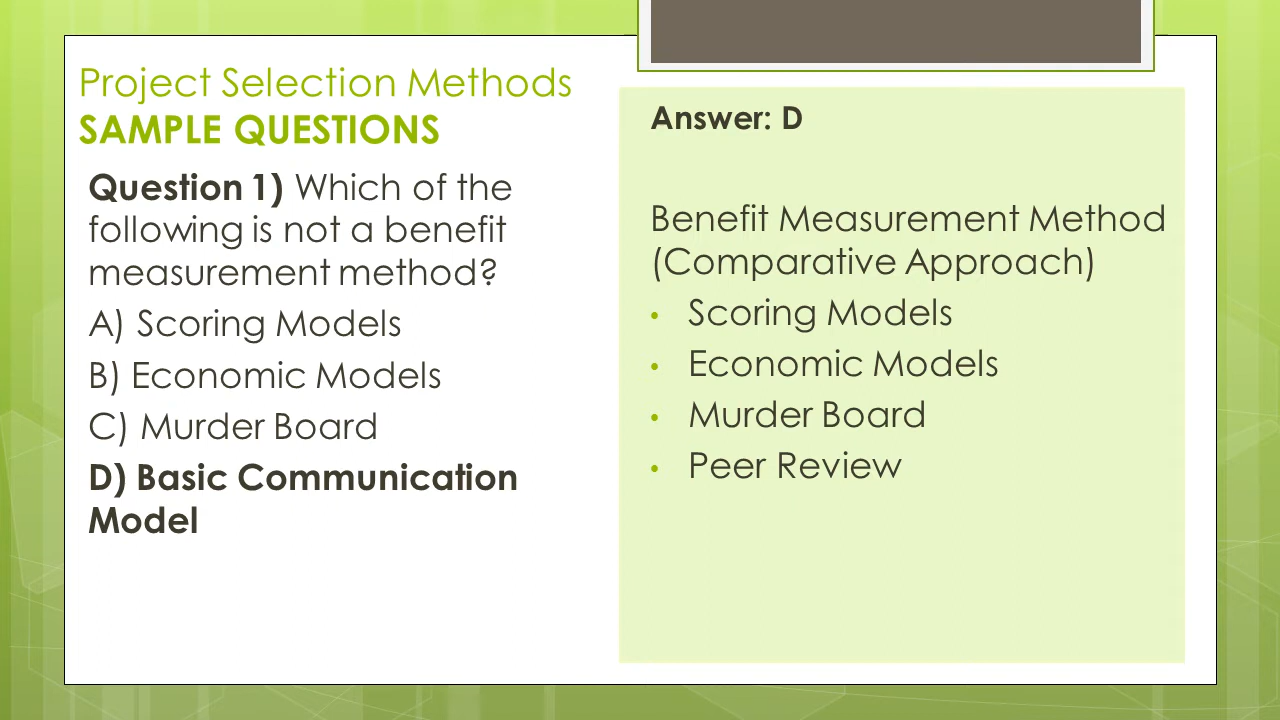 Project Selection Methods
SAMPLE QUESTIONS
Question 1) Which of the
following is not a benefit
measurement method?
A) Scoring Models
B) Economic Models
C) Murder Board
D) Basic Communication
Model
Answer: D
Benefit Measurement Method
(Comparative Approach)
• Scoring Models
• Economic Models
• Murder Board
• Peer Review